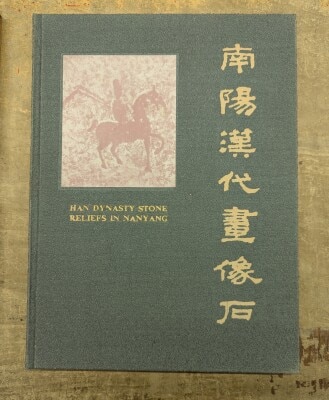 南陽漢代畫像石
HAN DYNASTY STONE
RELIEFS IN NANYANG